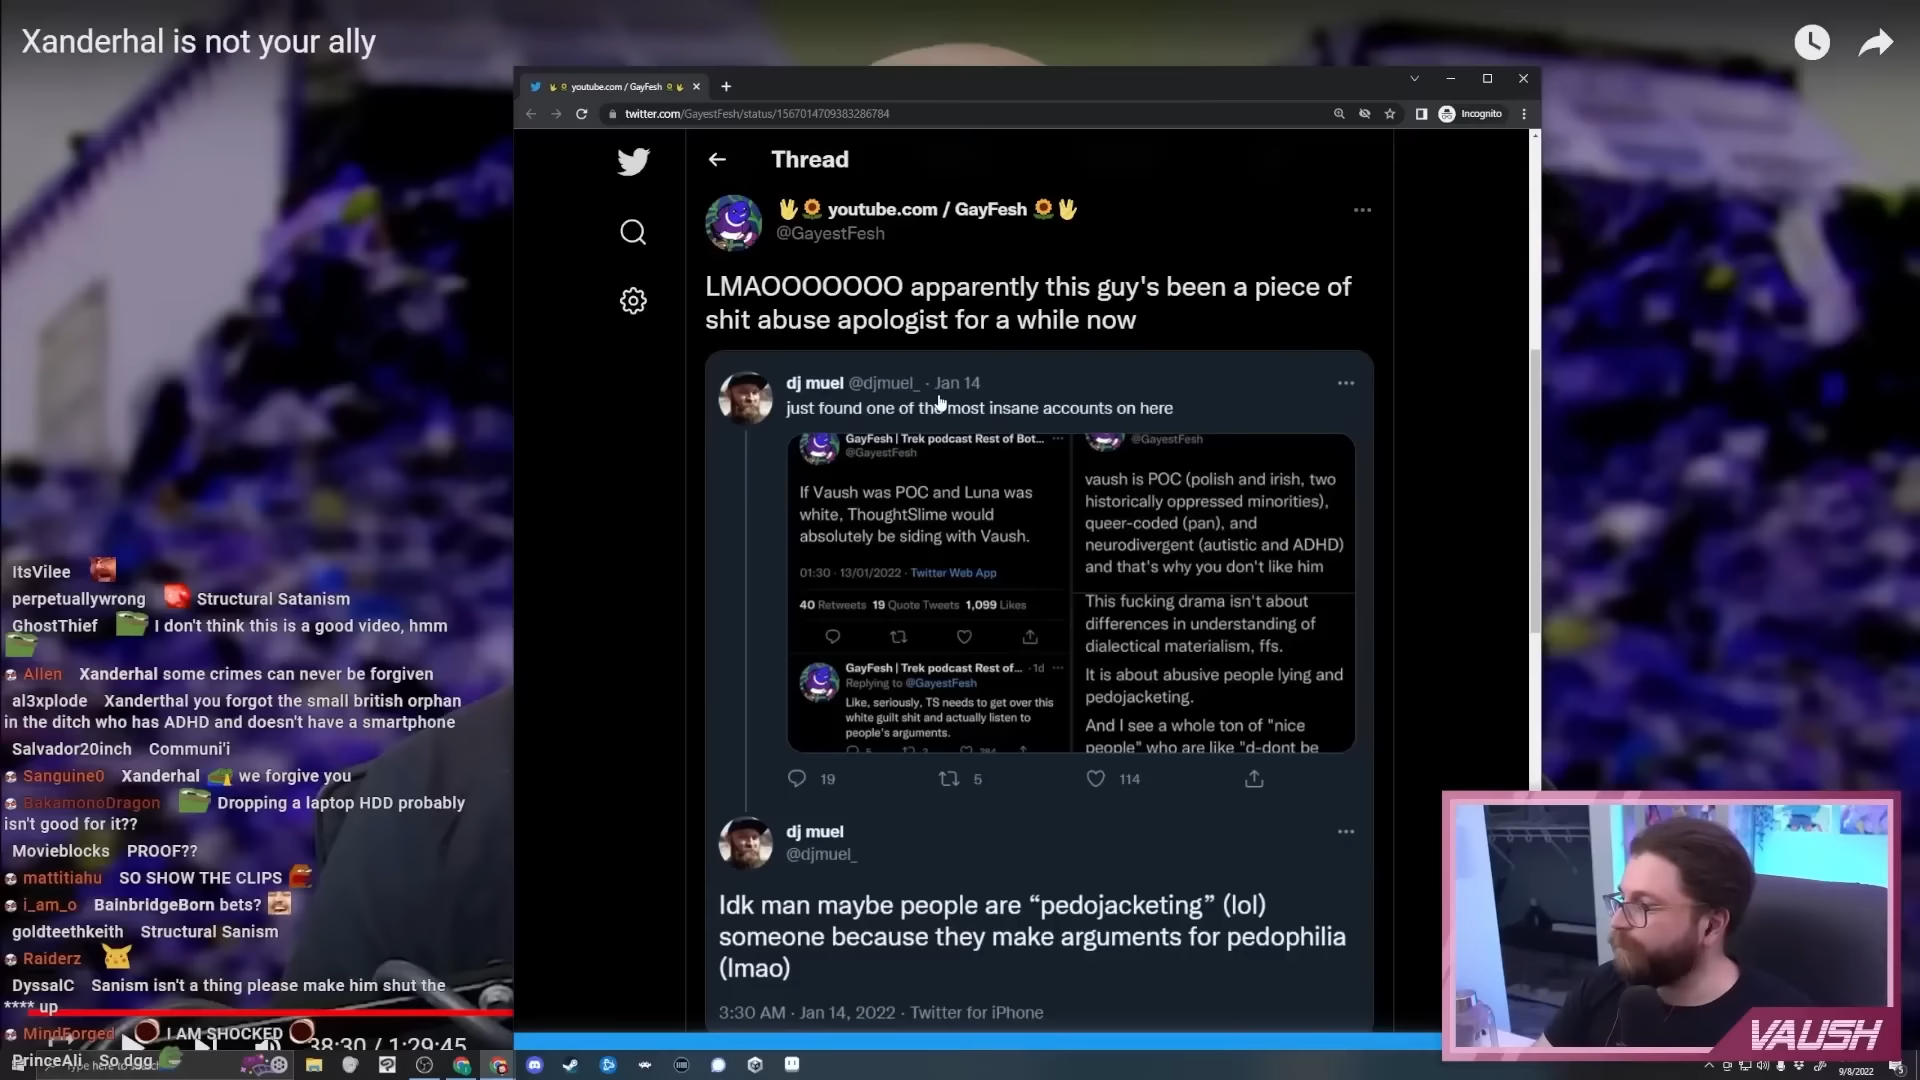 Xanderhal is not your ally
youtube.com / GayFesh
twitter.com/GayestFesh/status/1567014709383286784
Incognito
Thread
youtube.com / GayFesh
@GayestFesh
LMAOOOOOOO apparently this guy's been a piece of
shit abuse apologist for a while now
dj muel @djmuel_ · Jan 14
just found one of the most insane accounts on here
GayFesh | Trek podcast Rest of Bot...
@GayestFesh
If Vaush was POC and Luna was
white, ThoughtSlime would
absolutely be siding with Vaush.
01:30 · 13/01/2022 · Twitter Web App
40 Retweets 19 Quote Tweets 1,099 Likes
GayFesh | Trek podcast Rest of... · 1d
Replying to @GayestFesh
Like, seriously, TS needs to get over this
white guilt shit and actually listen to
people's arguments.
@GayestFesh
vaush is POC (polish and irish, two
historically oppressed minorities),
queer-coded (pan), and
neurodivergent (autistic and ADHD)
and that's why you don't like him
This fucking drama isn't about
differences in understanding of
dialectical materialism, ffs.
It is about abusive people lying and
pedojacketing.
And I see a whole ton of "nice
people" who are like "d-dont be
19 5 114
dj muel
@djmuel_
Idk man maybe people are “pedojacketing” (lol)
someone because they make arguments for pedophilia
(lmao)
3:30 AM · Jan 14, 2022 · Twitter for iPhone
ItsVilee
perpetuallywrong Structural Satanism
GhostThief I don't think this is a good video, hmm
Allen Xanderhal some crimes can never be forgiven
al3xplode Xanderthal you forgot the small british orphan
in the ditch who has ADHD and doesn't have a smartphone
Salvador20inch Communi'i
Sanguine0 Xanderhal we forgive you
BakamonoDragon Dropping a laptop HDD probably
isn't good for it??
Movieblocks PROOF??
mattitiahu SO SHOW THE CLIPS
i_am_o BainbridgeBorn bets?
goldteethkeith Structural Sanism
Raiderz
DyssalC Sanism isn't a thing please make him shut the
**** up
MindForged I AM SHOCKED
PrinceAli So dgg
38:30 / 1:29:45
VAUSH
9/8/2022